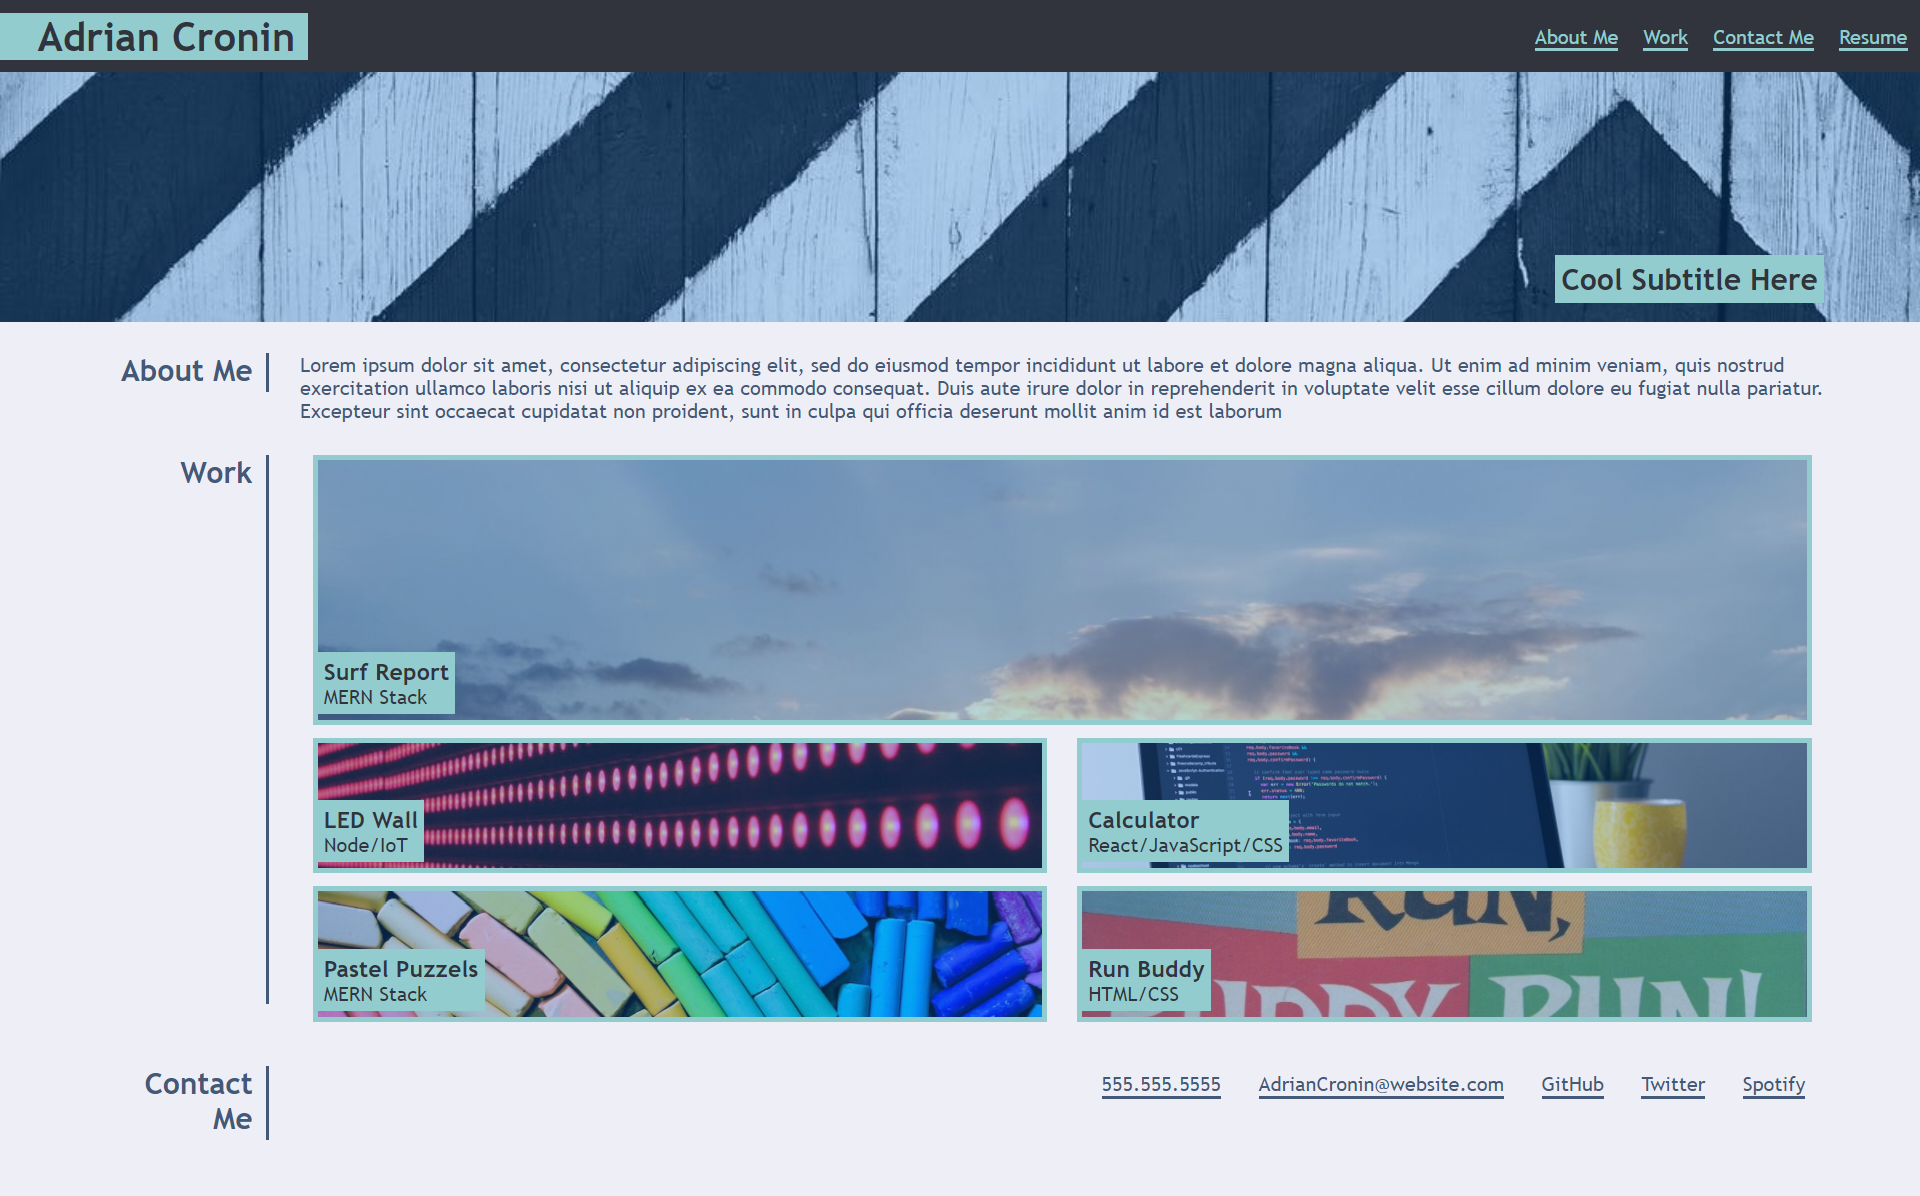 Adrian Cronin
About Me Work Contact Me Resume
Cool Subtitle Here
About Me
Lorem ipsum dolor sit amet, consectetur adipiscing elit, sed do eiusmod tempor incididunt ut labore et dolore magna aliqua. Ut enim ad minim veniam, quis nostrud
exercitation ullamco laboris nisi ut aliquip ex ea commodo consequat. Duis aute irure dolor in reprehenderit in voluptate velit esse cillum dolore eu fugiat nulla pariatur.
Excepteur sint occaecat cupidatat non proident, sunt in culpa qui officia deserunt mollit anim id est laborum
Work
Surf Report
MERN Stack
LED Wall
Node/IoT
Calculator
React/JavaScript/CSS
Pastel Puzzels
MERN Stack
RUN,
BUDDY RUN!
Run Buddy
HTML/CSS
Contact
Me
555.555.5555 AdrianCronin@website.com GitHub Twitter Spotify